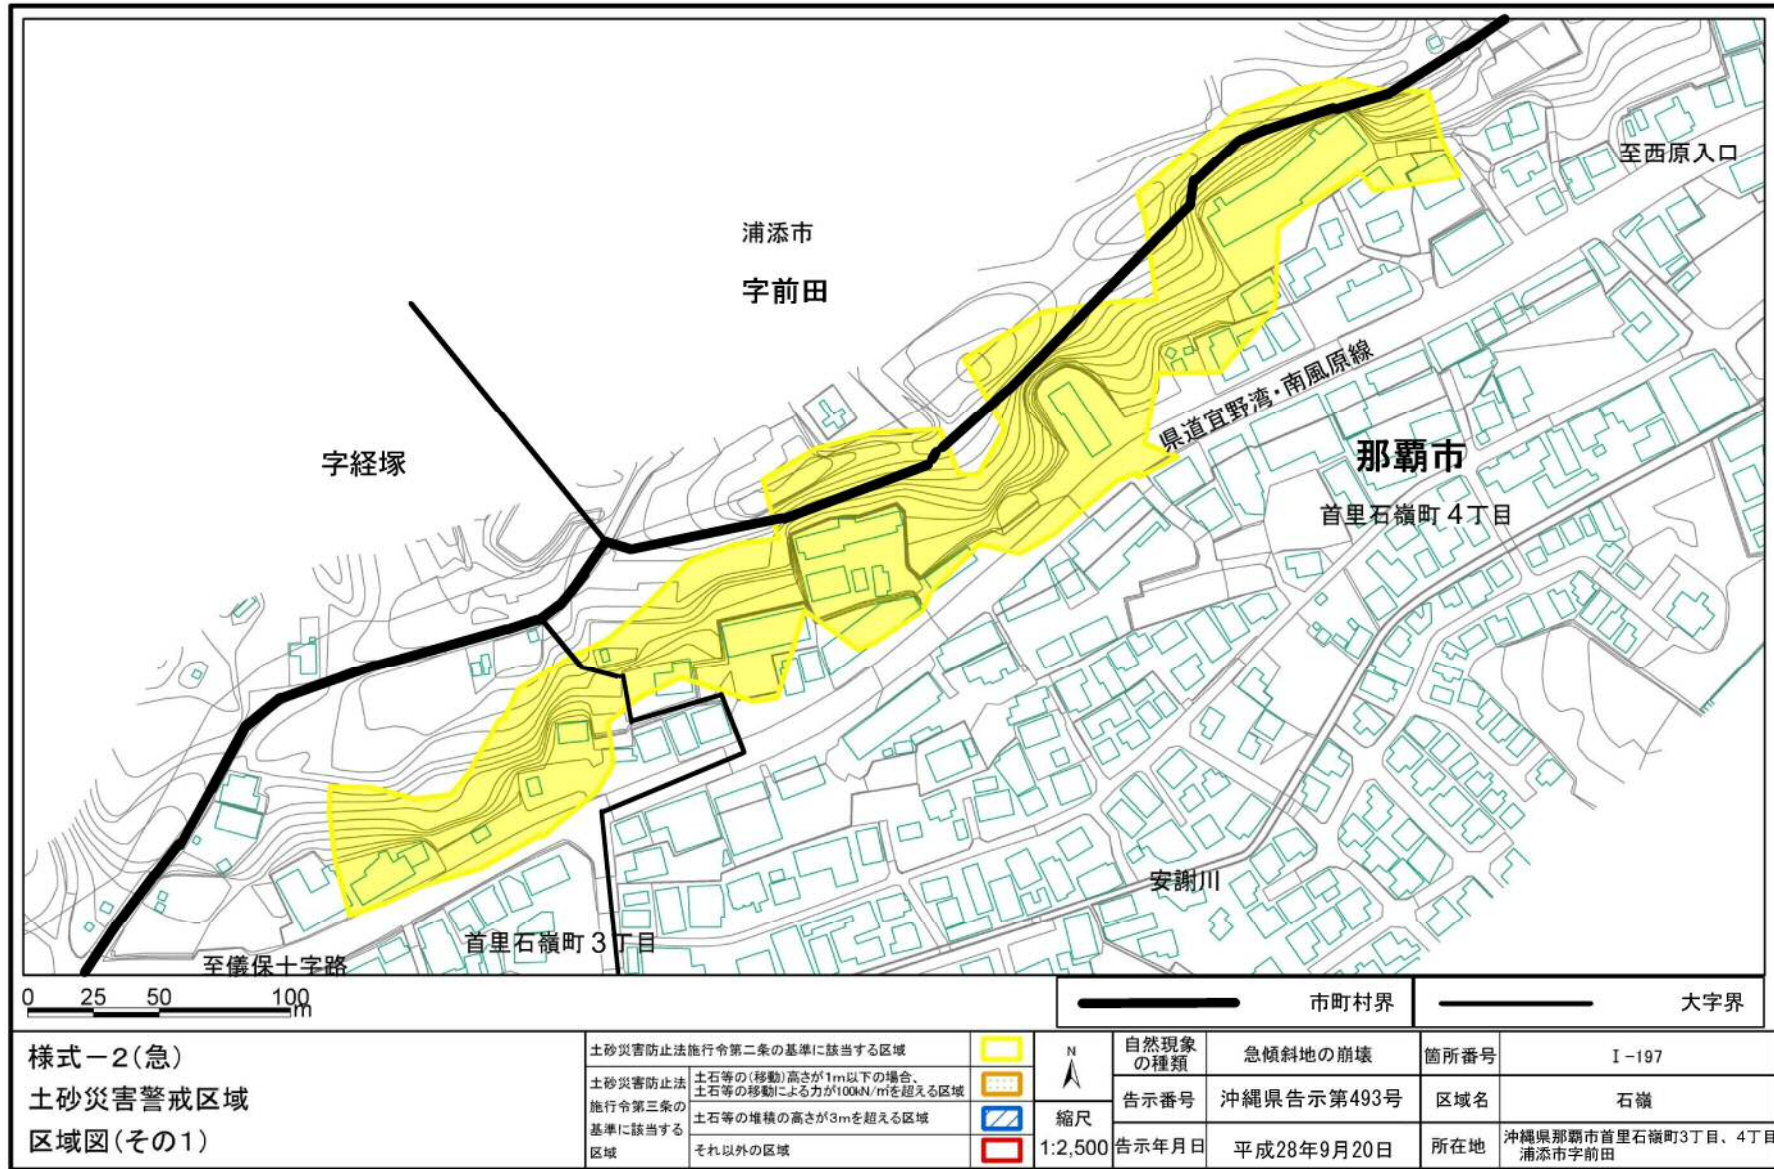 至西原入口
浦添市
字前田
県道宜野湾・南風原線
字経塚
那覇市
首里石嶺町4丁目
安謝川
首里石嶺町3丁目
至儀保十字路
0 25 50 100
m
市町村界
大字界
様式－2(急)
土砂災害警戒区域
区域図(その1)
土砂災害防止法施行令第二条の基準に該当する区域
土砂災害防止法
施行令第三条の
基準に該当する
区域
土石等の(移動)高さが1m以下の場合、
土石等の移動による力が100kN/㎡を超える区域
土石等の堆積の高さが3mを超える区域
それ以外の区域
N
縮尺
1:2,500
自然現象
の種類
急傾斜地の崩壊
箇所番号
Ⅰ-197
告示番号
沖縄県告示第493号
区域名
石嶺
告示年月日
平成28年9月20日
所在地
沖縄県那覇市首里石嶺町3丁目、4丁目
浦添市字前田